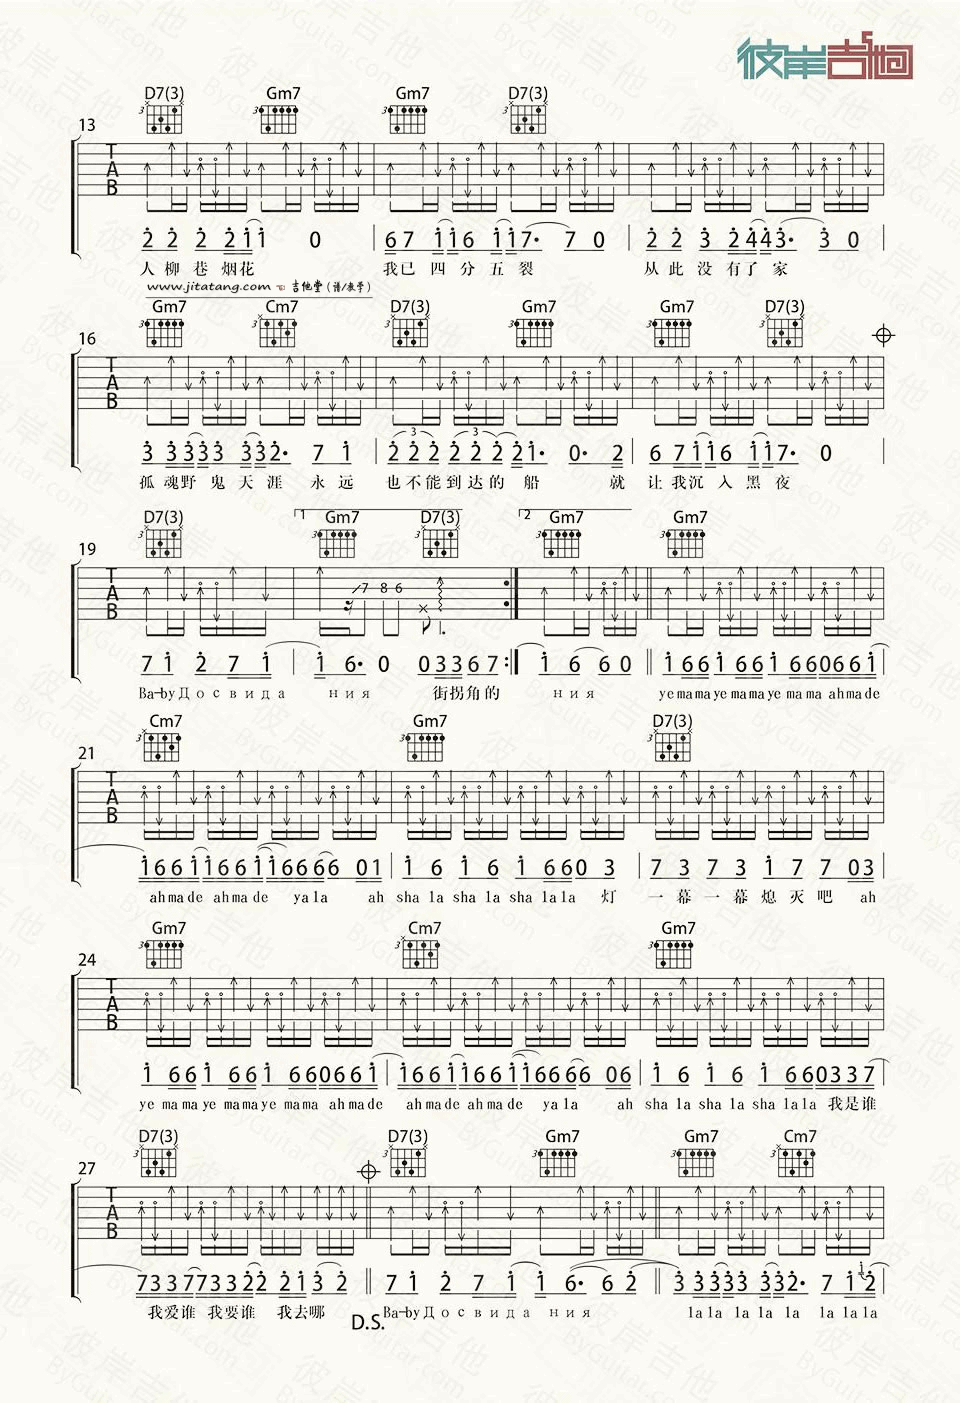 彼岸吉他
D7(3) Gm7 Gm7 D7(3)
13
2 2 2 2 1 1 0 6 7 1 1 6 1 1 7· 7 0 2 2 3 2 4 4 3· 3 0
人柳巷烟花 我已四分五裂 从此没有了家
www.jitatang.com 吉他堂(谱/教学)
Gm7 Cm7 D7(3) Gm7 Gm7 D7(3)
16
3 3 3 3 3 3 3 2· 7 1 2 2 2 2 2 2 2 1· 0· 2 6 7 1 1 6 1 1 7· 0
孤魂野鬼天涯 永远 也不能到达的船 就 让我沉入黑夜
D7(3) 1 Gm7 D7(3) 2 Gm7 Gm7
19
7 8 6
7 1 2 7 1 1 6· 0 0 3 3 6 7 1 6 6 0 1 6 6 1 6 6 1 6 6 0 6 6 1
Ba-by Досвида ния 街拐角的 ния ye ma ma ye ma ma ye ma ma ah ma de
Cm7 Gm7 D7(3)
21
1 6 6 1 1 6 6 1 1 6 6 6 6 0 1 1 6 1 6 1 6 6 0 3 7 3 7 3 1 7 7 0 3
ah ma de ah ma de ya la ah sha la sha la sha la la 灯 一幕一幕熄灭吧 ah
Gm7 Cm7 Gm7
24
1 6 6 1 6 6 1 6 6 0 6 6 1 1 6 6 1 1 6 6 1 1 6 6 6 6 0 6 1 6 1 6 1 6 6 0 3 3 7
ye ma ma ye ma ma ye ma ma ah ma de ah ma de ah ma de ya la ah sha la sha la sha la la 我是谁
D7(3) D7(3) Gm7 Gm7 Cm7
27
7 3 3 7 7 3 3 2 2 2 1 3 2 7 1 2 7 1 1 6· 6 2 3 3 3 3 3 3 2· 7 1 2
我爱谁 我要谁 我去哪 Ba-by Досвида ния la la la la la la la
D.S.